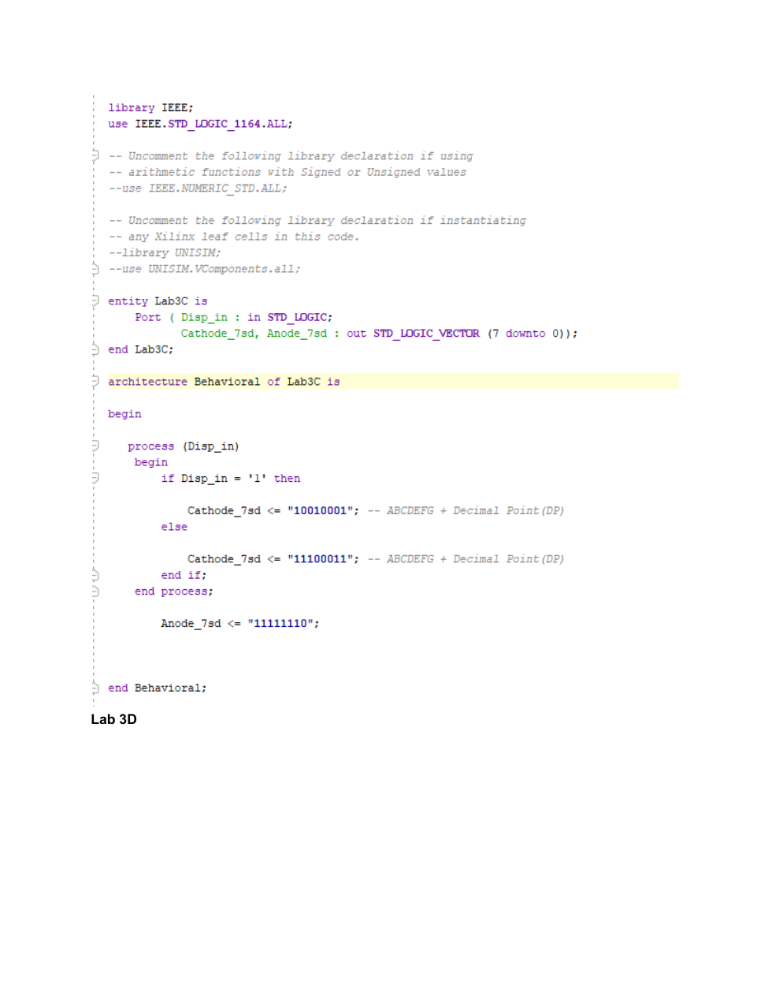 library IEEE;
use IEEE.STD_LOGIC_1164.ALL;
-- Uncomment the following library declaration if using
-- arithmetic functions with Signed or Unsigned values
--use IEEE.NUMERIC_STD.ALL;
-- Uncomment the following library declaration if instantiating
-- any Xilinx leaf cells in this code.
--library UNISIM;
--use UNISIM.VComponents.all;
entity Lab3C is
Port ( Disp_in : in STD_LOGIC;
Cathode_7sd, Anode_7sd : out STD_LOGIC_VECTOR (7 downto 0));
end Lab3C;
architecture Behavioral of Lab3C is
begin
process (Disp_in)
begin
if Disp_in = '1' then
Cathode_7sd <= "10010001"; -- ABCDEFG + Decimal Point(DP)
else
Cathode_7sd <= "11100011"; -- ABCDEFG + Decimal Point(DP)
end if;
end process;
Anode_7sd <= "11111110";
end Behavioral;
Lab 3D